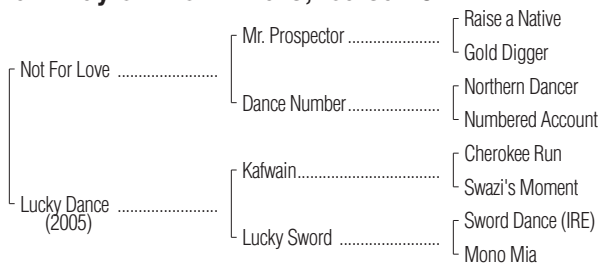 Raise a Native
Mr. Prospector ......................
Gold Digger
Not For Love ........................
Northern Dancer
Dance Number ......................
Numbered Account
Cherokee Run
Kafwain .................................
Swazi's Moment
Lucky Dance ........................
(2005)
Sword Dance (IRE)
Lucky Sword ........................
Mono Mia